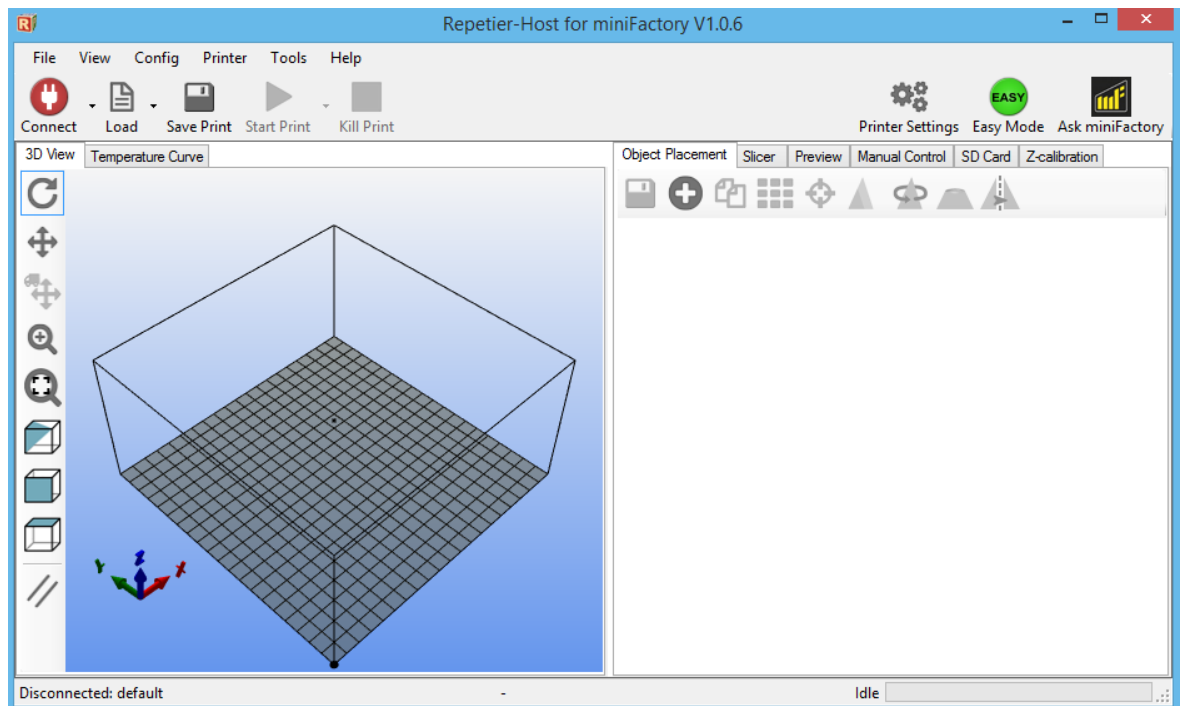 Repetier-Host for miniFactory V1.0.6
File View Config Printer Tools Help
Connect Load Save Print Start Print Kill Print Printer Settings EASY Easy Mode Ask miniFactory
3D View Temperature Curve Object Placement Slicer Preview Manual Control SD Card Z-calibration
Y Z X
Disconnected: default - Idle